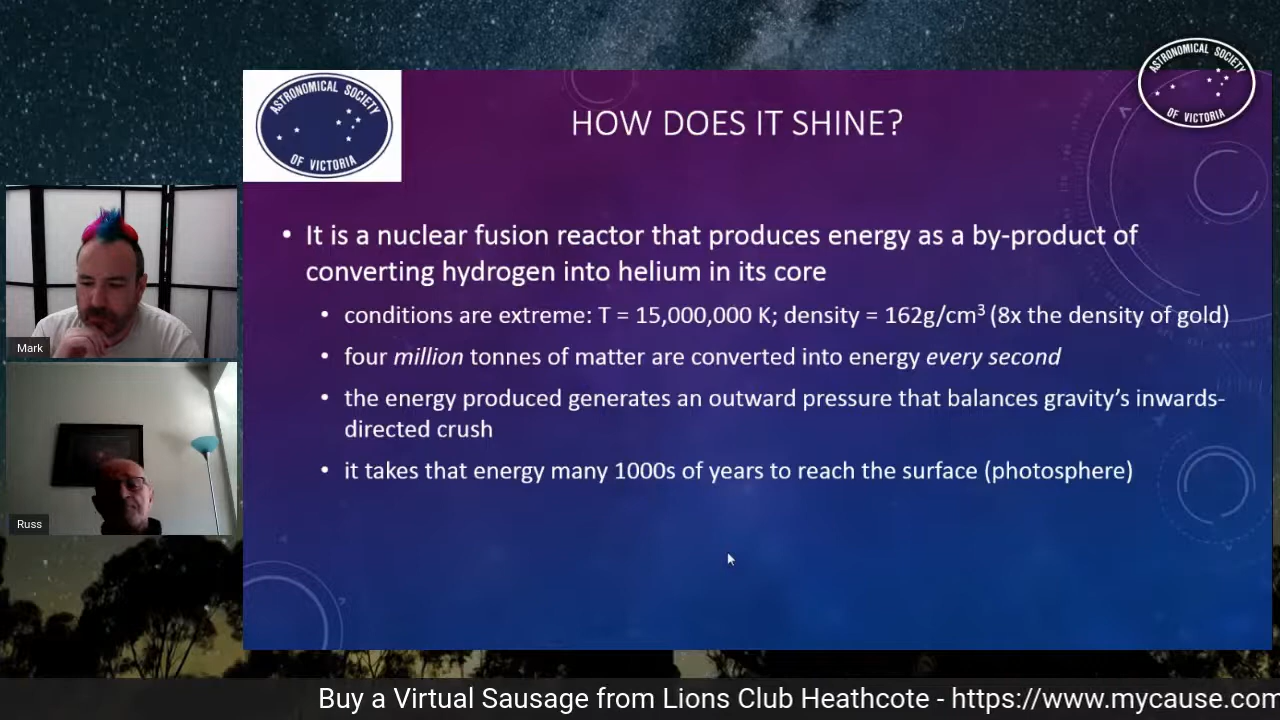 ASTRONOMICAL SOCIETY
OF VICTORIA
ASTRONOMICAL SOCIETY
OF VICTORIA
HOW DOES IT SHINE?
• It is a nuclear fusion reactor that produces energy as a by-product of
converting hydrogen into helium in its core
• conditions are extreme: T = 15,000,000 K; density = 162g/cm³ (8x the density of gold)
• four million tonnes of matter are converted into energy every second
• the energy produced generates an outward pressure that balances gravity's inwards-
directed crush
• it takes that energy many 1000s of years to reach the surface (photosphere)
Mark
Russ
Buy a Virtual Sausage from Lions Club Heathcote - https://www.mycause.com